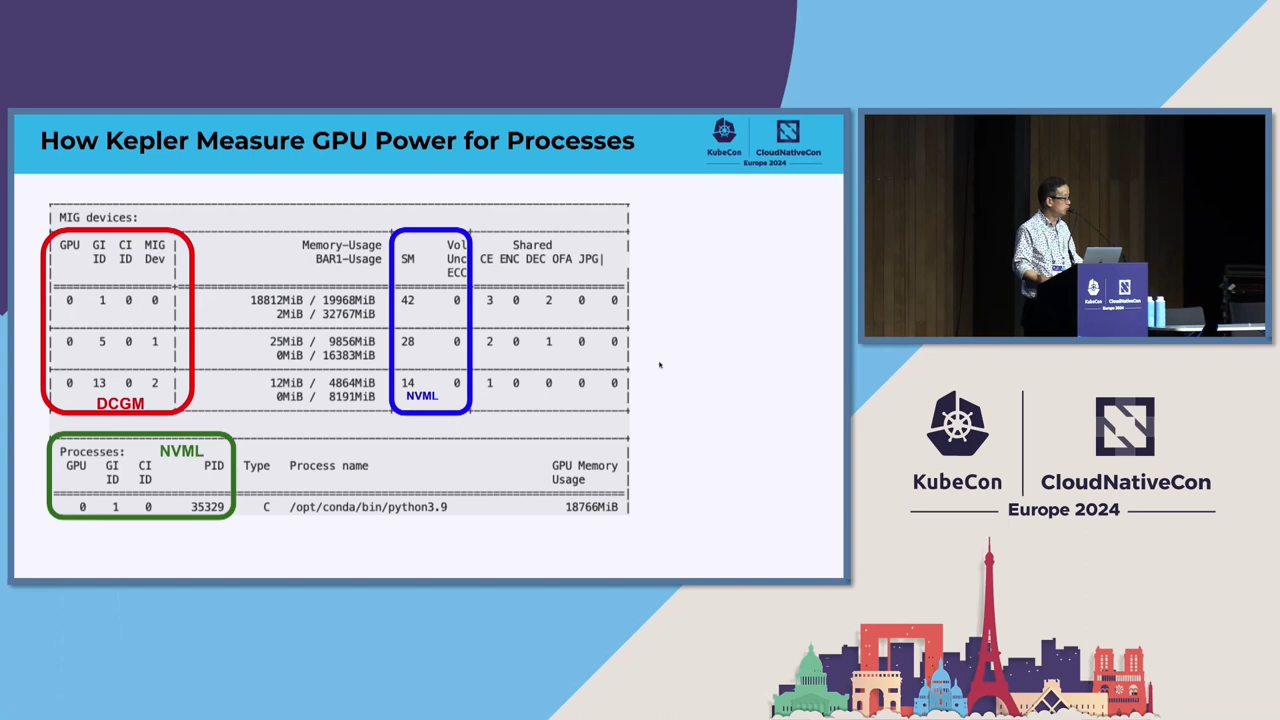 How Kepler Measure GPU Power for Processes
KubeCon
CloudNativeCon
Europe 2024
MIG devices:
GPU GI CI MIG Memory-Usage Vol Shared
ID ID Dev BAR1-Usage SM Unc CE ENC DEC OFA JPG
ECC
0 1 0 0 18812MiB / 19968MiB 42 0 3 0 2 0 0
2MiB / 32767MiB
0 5 0 1 25MiB / 9856MiB 28 0 2 0 1 0 0
0MiB / 16383MiB
0 13 0 2 12MiB / 4864MiB 14 0 1 0 0 0 0
DCGM 0MiB / 8191MiB NVML
Processes: NVML
GPU GI CI PID Type Process name GPU Memory
ID ID Usage
0 1 0 35329 C /opt/conda/bin/python3.9 18766MiB
KubeCon
CloudNativeCon
Europe 2024
KubeCon
CloudNativeCon
Europe 2024